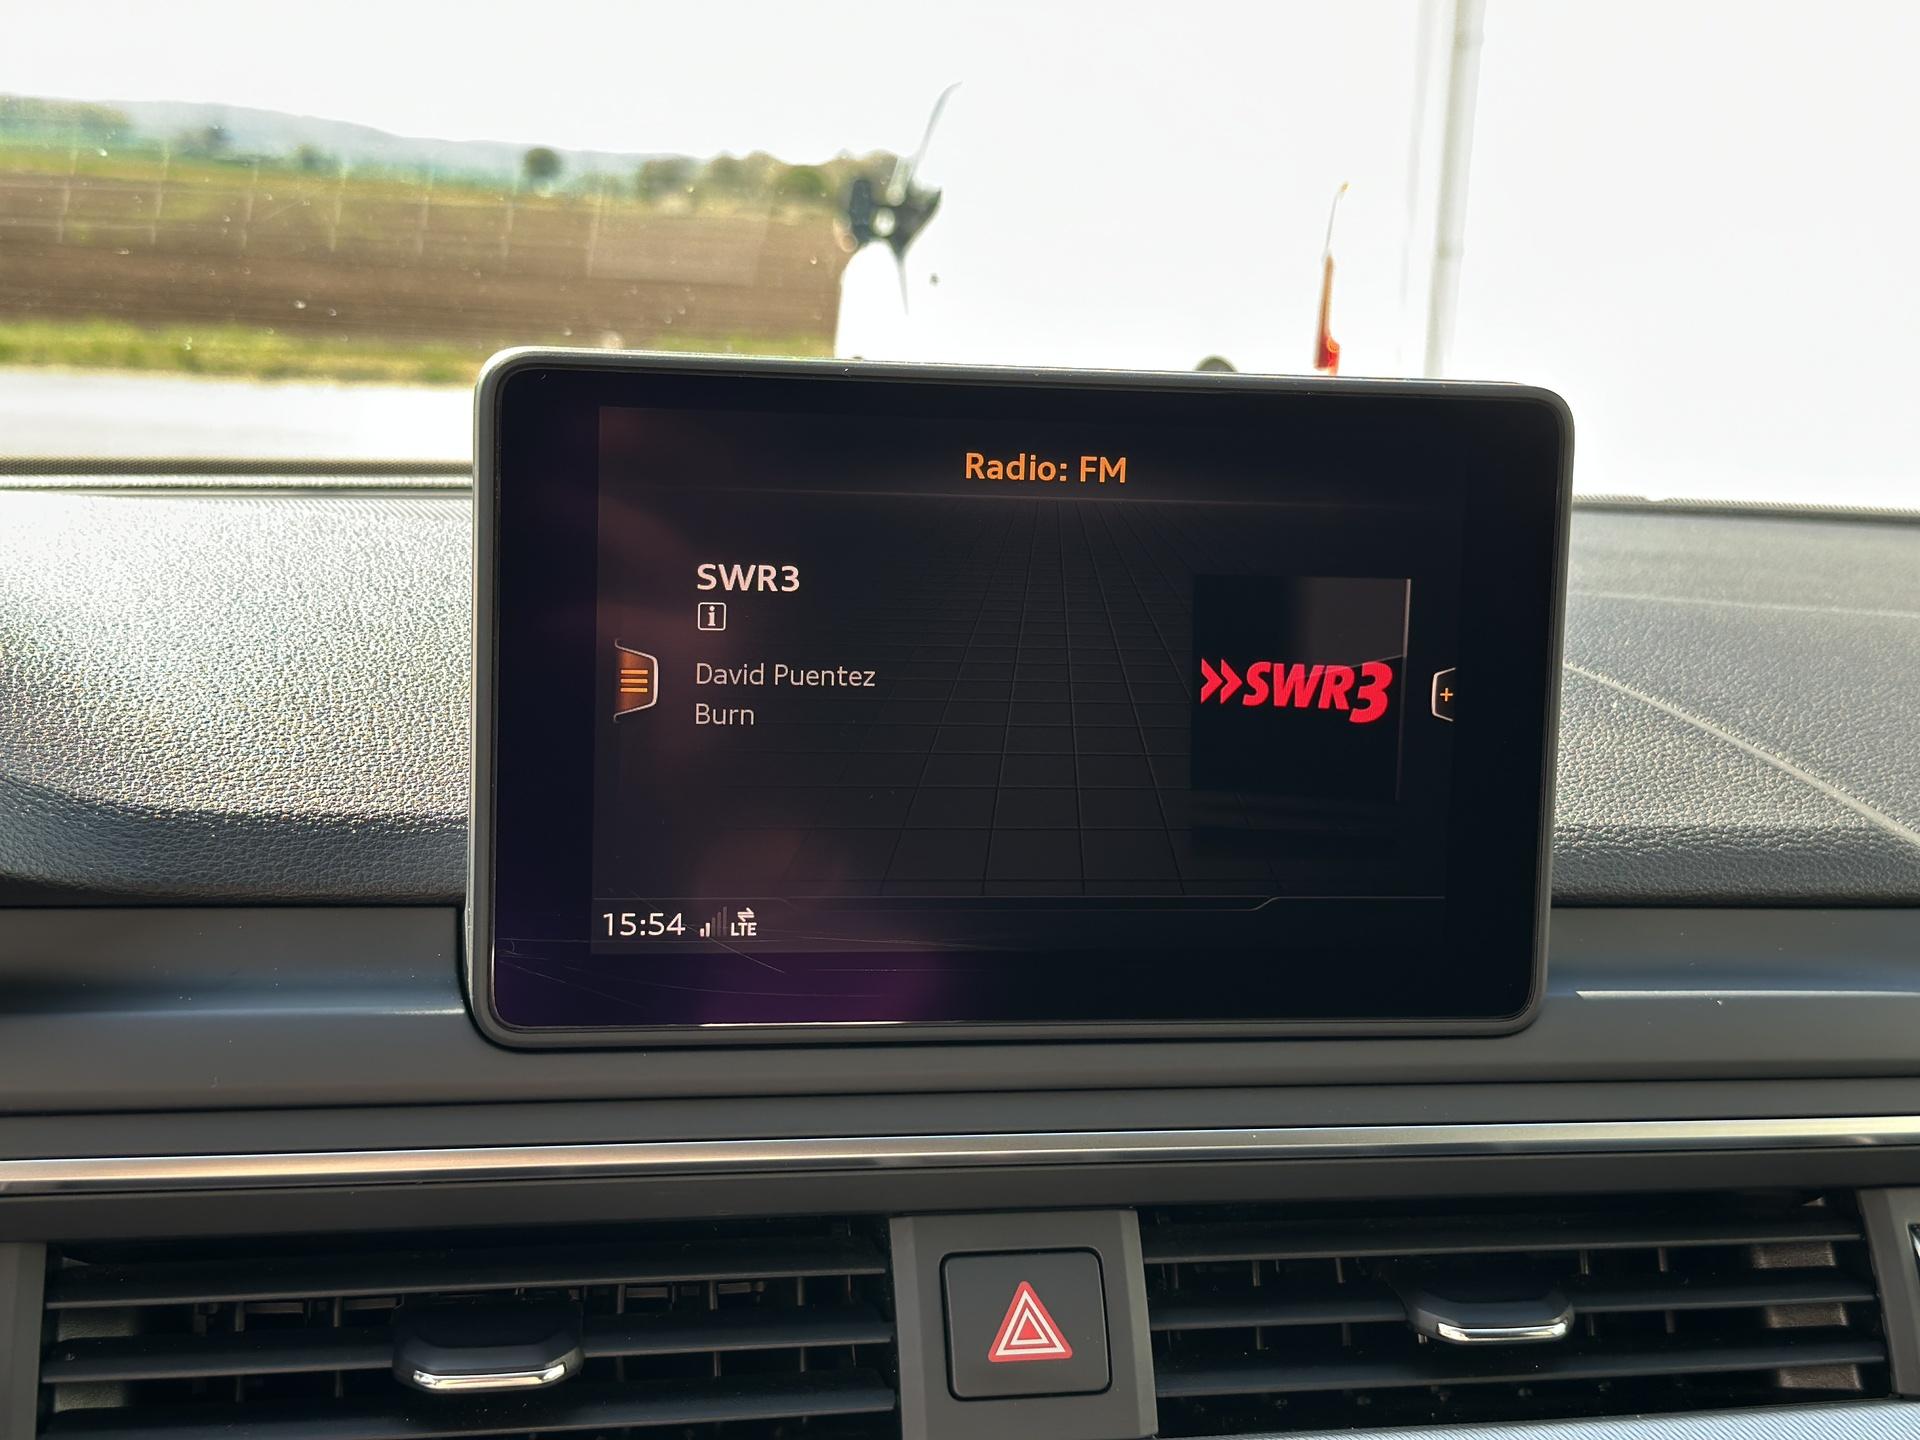 Radio: FM
SWR3
i
David Puentez
Burn
SWR3
+
15:54 LTE